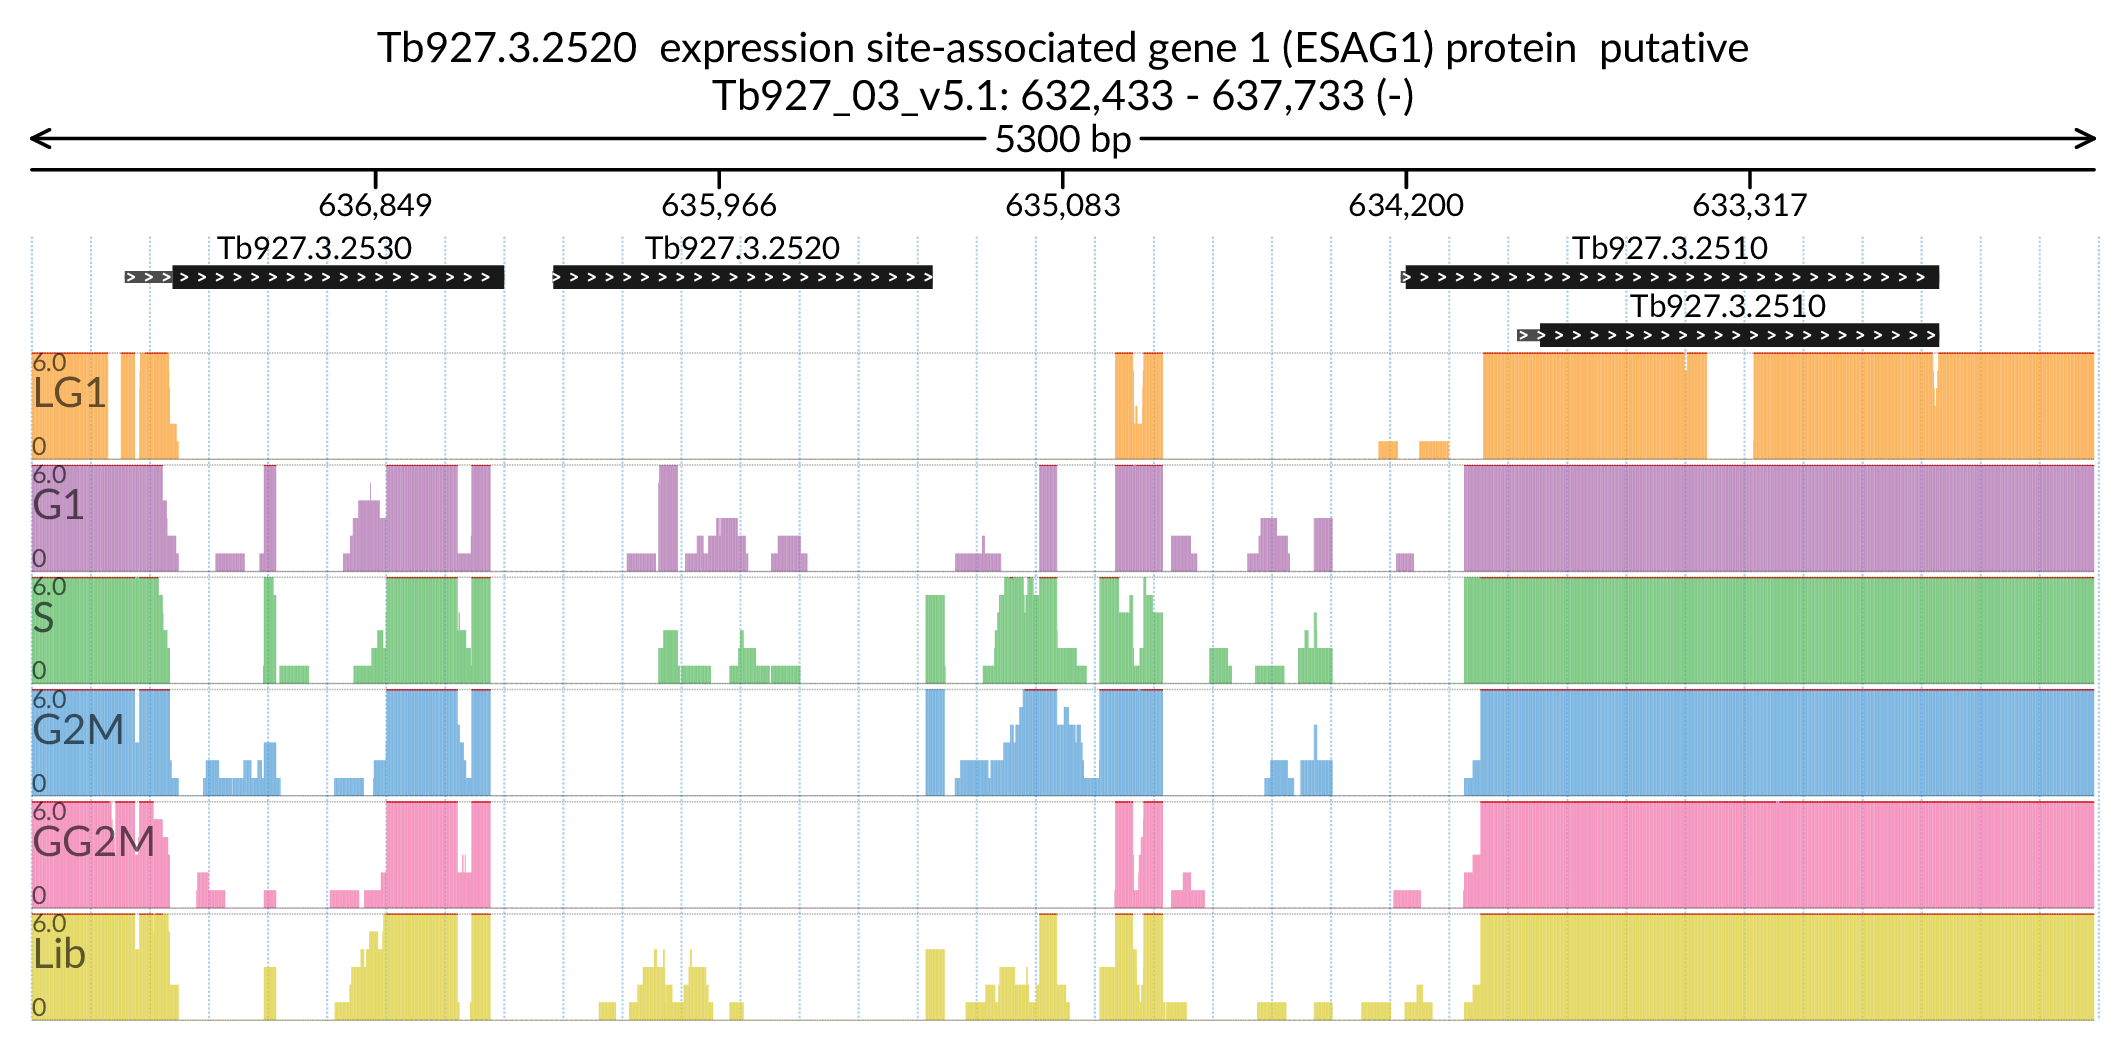 Tb927.3.2520  expression site-associated gene 1 (ESAG1) protein  putative
Tb927_03_v5.1: 632,433 - 637,733 (-)
5300 bp
636,849 635,966 635,083 634,200 633,317
Tb927.3.2530 Tb927.3.2520 Tb927.3.2510
Tb927.3.2510
6.0
LG1
0
6.0
G1
0
6.0
S
0
6.0
G2M
0
6.0
GG2M
0
6.0
Lib
0